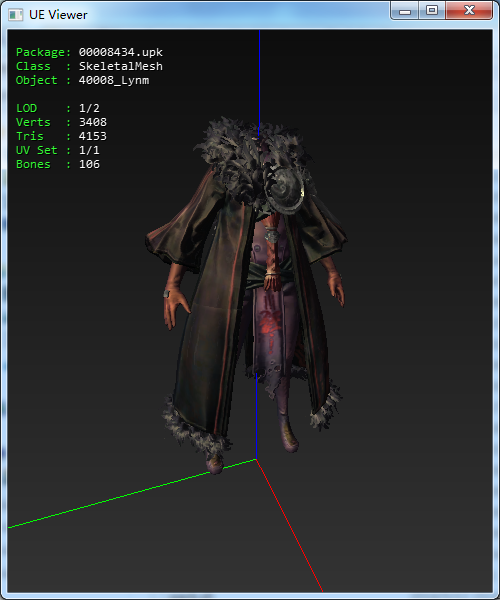 UE Viewer
Package: 00008434.upk
Class : SkeletalMesh
Object : 40008_Lynm
LOD : 1/2
Verts : 3408
Tris : 4153
UV Set : 1/1
Bones : 106